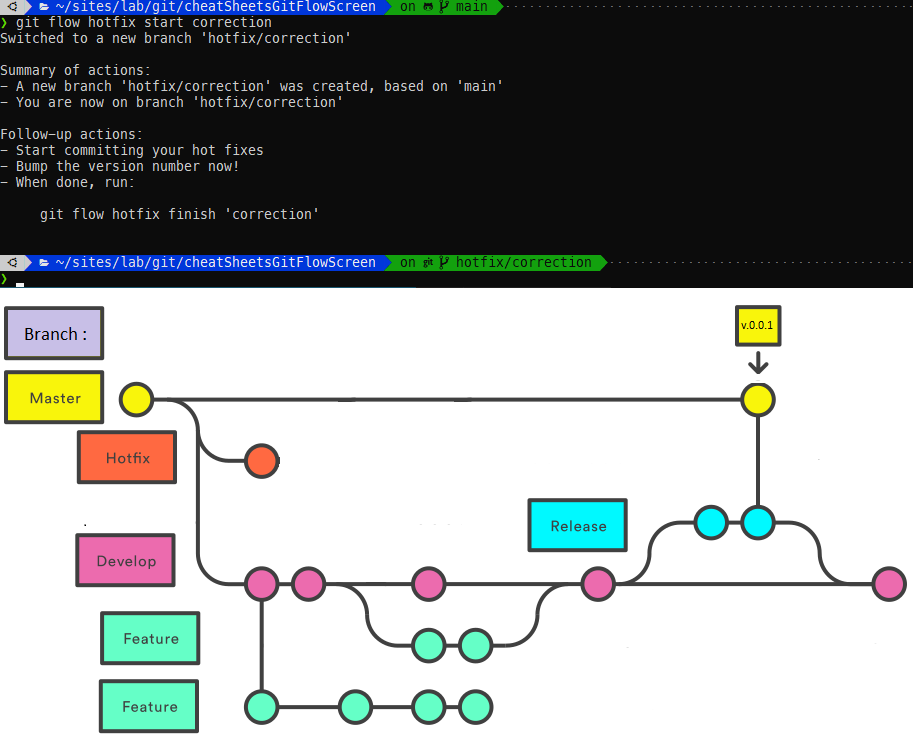 ~/sites/lab/git/cheatSheetsGitFlowScreen on main
❯ git flow hotfix start correction
Switched to a new branch 'hotfix/correction'
Summary of actions:
- A new branch 'hotfix/correction' was created, based on 'main'
- You are now on branch 'hotfix/correction'
Follow-up actions:
- Start committing your hot fixes
- Bump the version number now!
- When done, run:
git flow hotfix finish 'correction'
~/sites/lab/git/cheatSheetsGitFlowScreen on git hotfix/correction
❯
Branch :
v.0.0.1
Master
Hotfix
Release
Develop
Feature
Feature